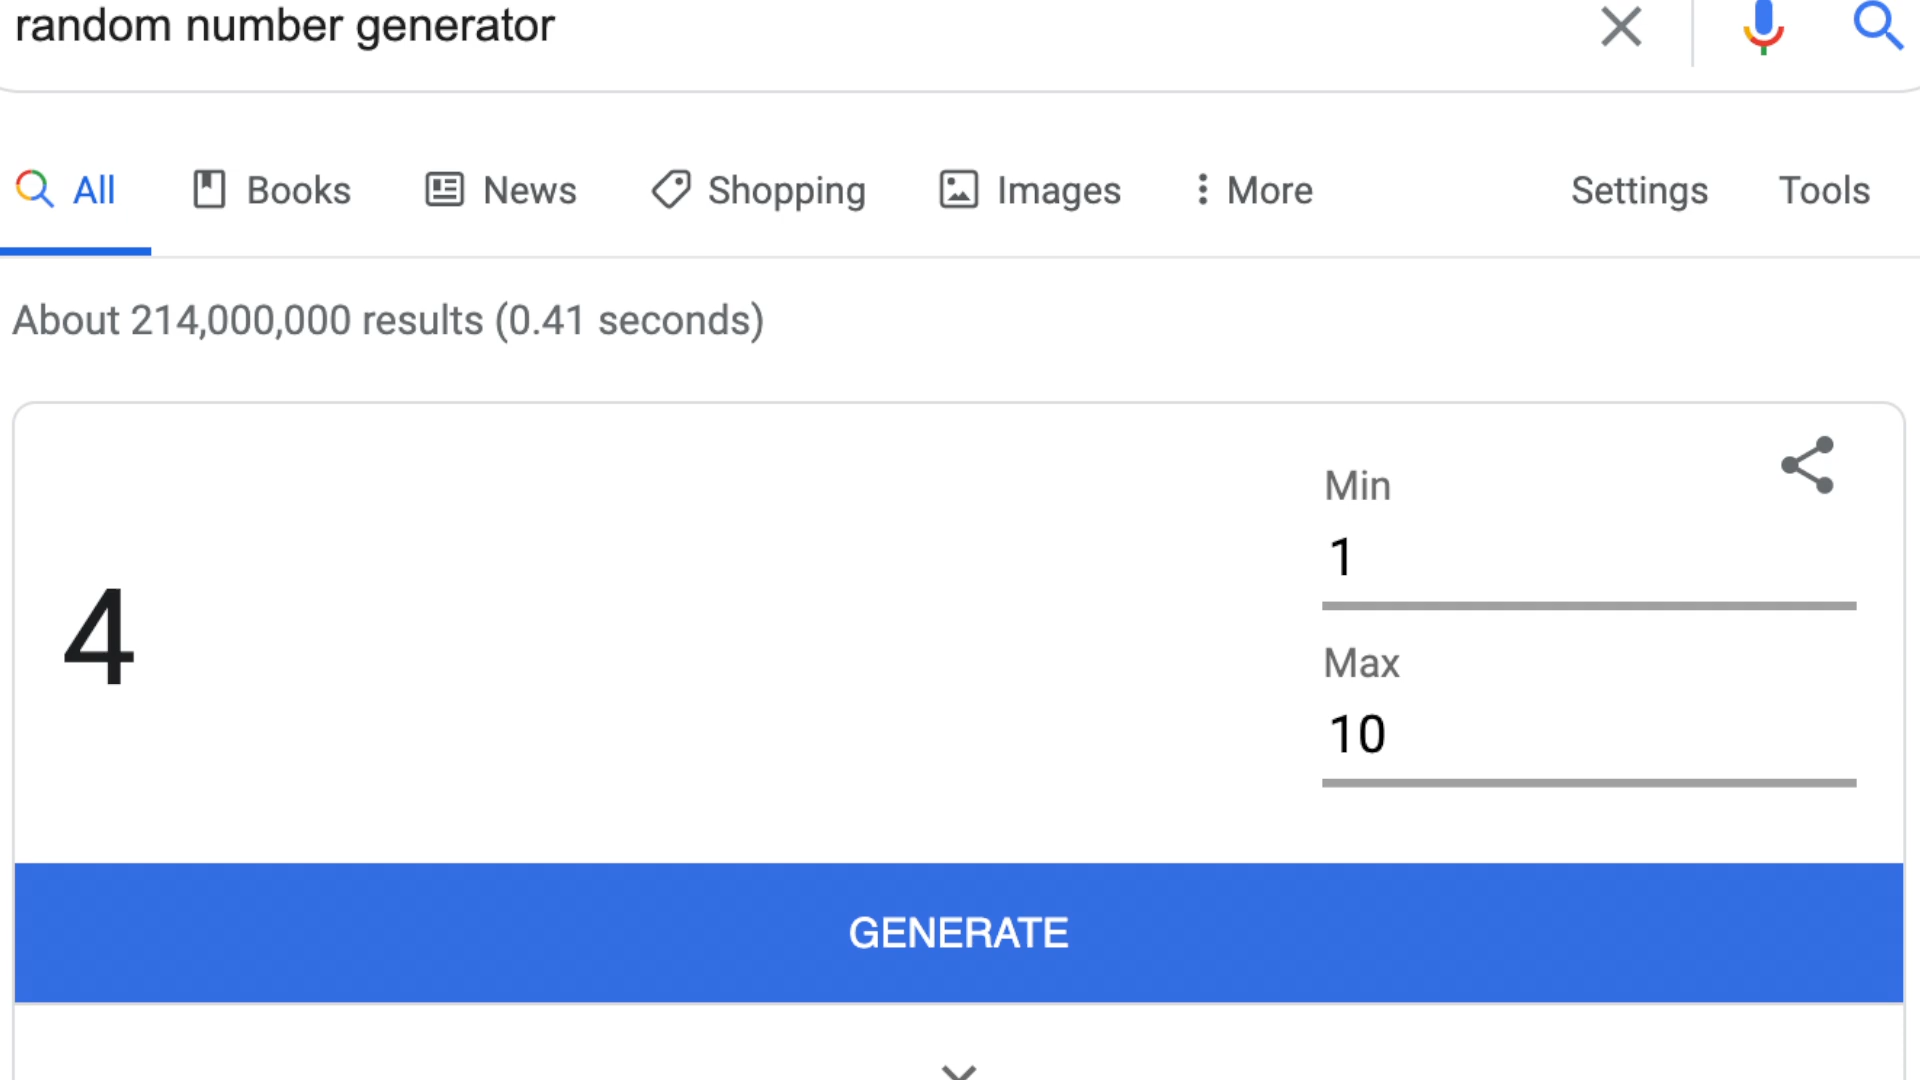 random number generator
All Books News Shopping Images More Settings Tools
About 214,000,000 results (0.41 seconds)
Min
1
4
Max
10
GENERATE